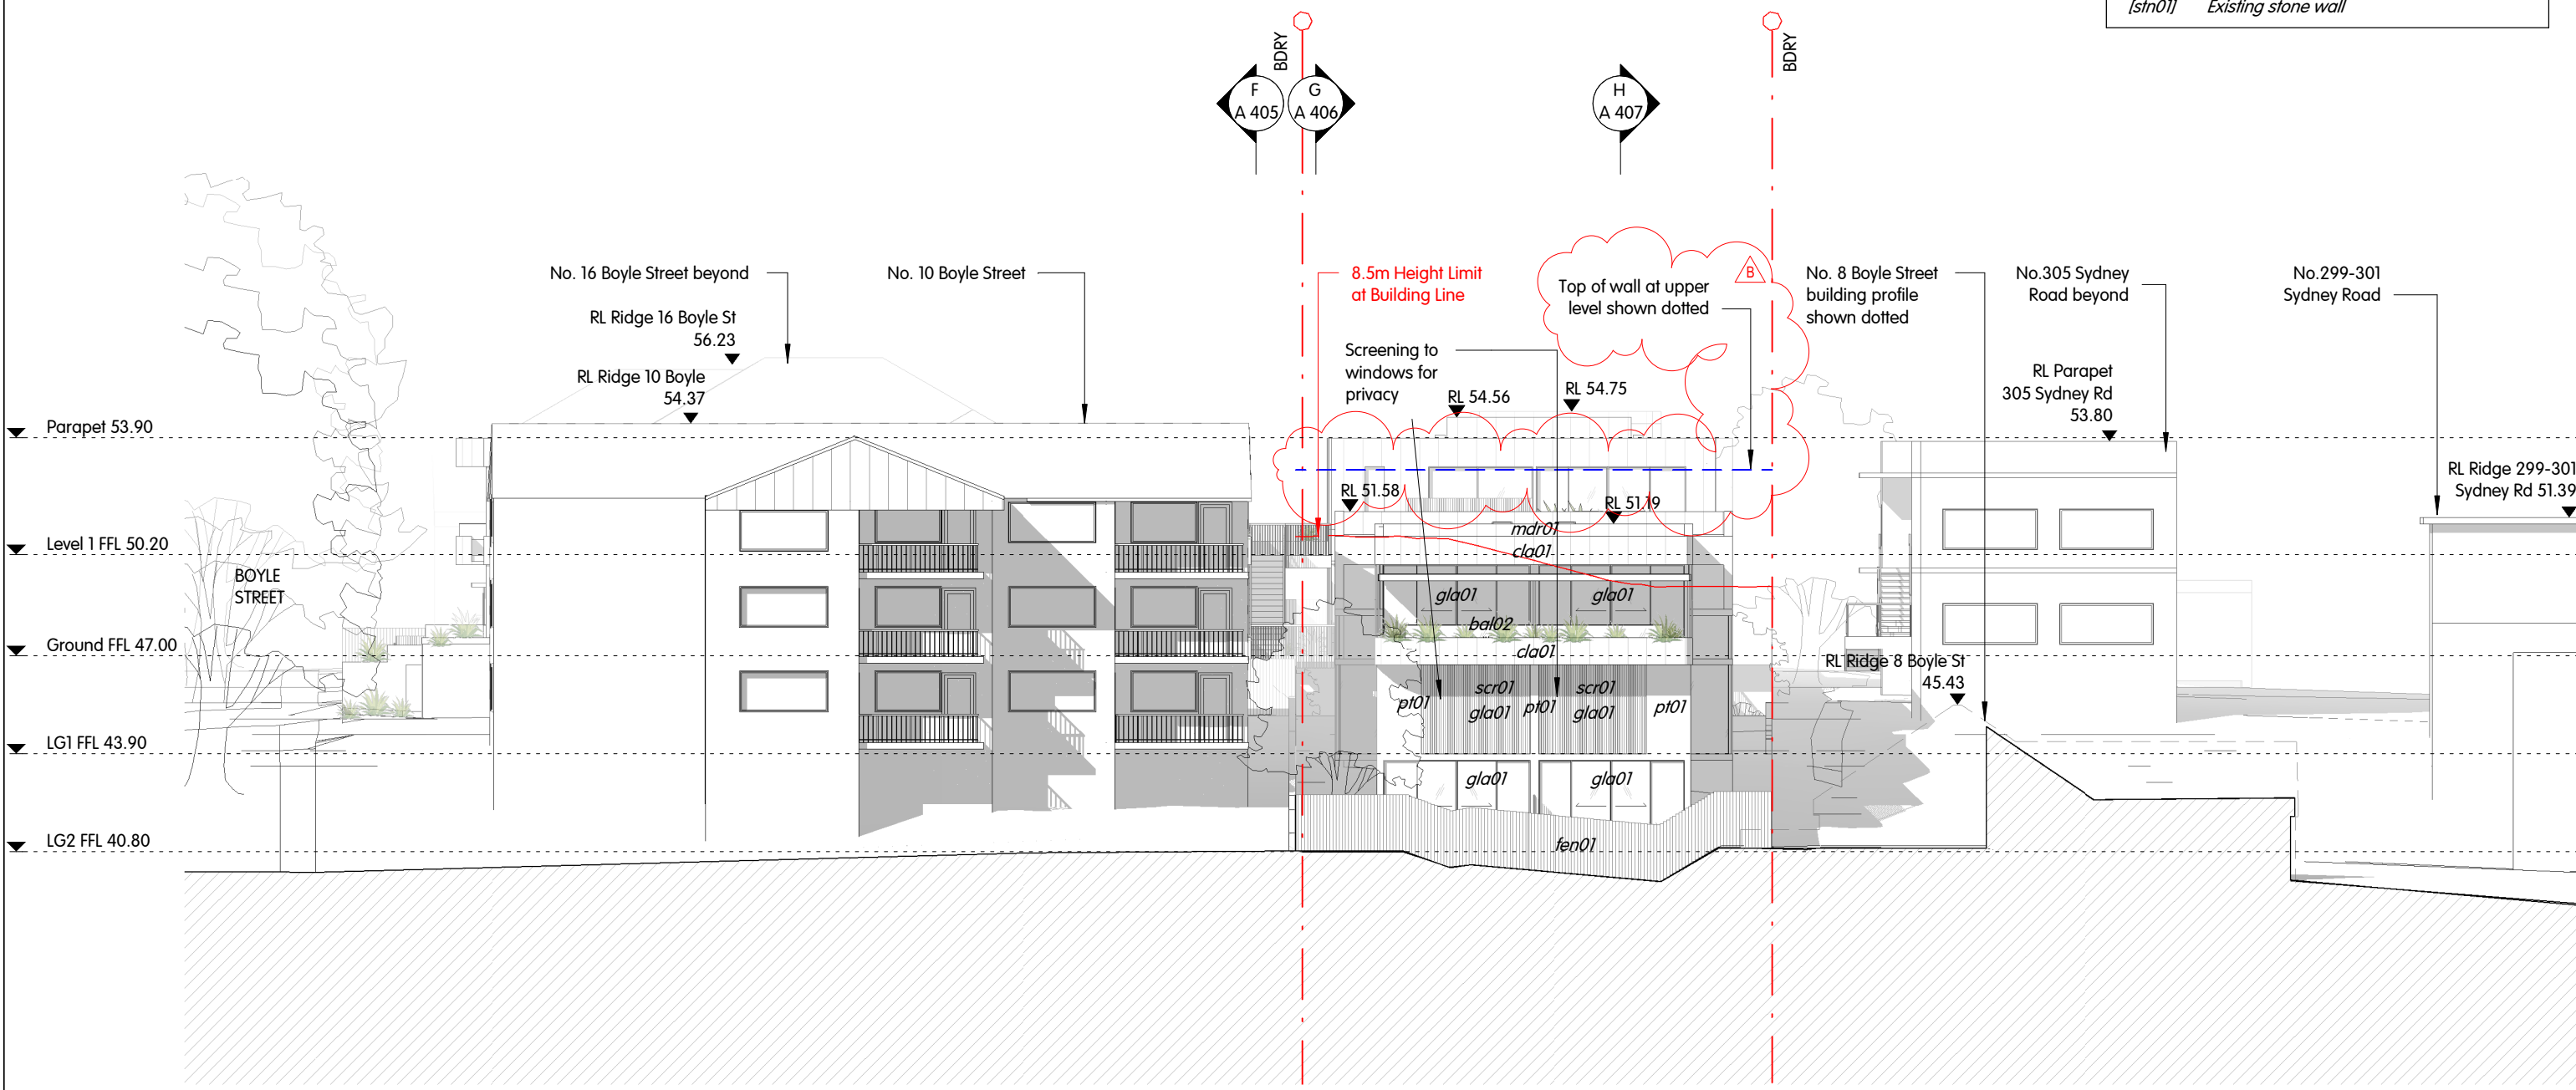 [stn01] Existing stone wall
BDRY
BDRY
F
A 405
G
A 406
H
A 407
No. 16 Boyle Street beyond
No. 10 Boyle Street
8.5m Height Limit
at Building Line
B
Top of wall at upper
level shown dotted
No. 8 Boyle Street
building profile
shown dotted
No.305 Sydney
Road beyond
No.299-301
Sydney Road
RL Ridge 16 Boyle St
56.23
Screening to
windows for
privacy
RL Ridge 10 Boyle
54.37
RL 54.56
RL 54.75
RL Parapet
305 Sydney Rd
53.80
Parapet 53.90
RL Ridge 299-301
Sydney Rd 51.39
RL 51.58
RL 51.19
mdr01
Level 1 FFL 50.20
cla01
BOYLE
STREET
gla01
gla01
bal02
Ground FFL 47.00
cla01
RL Ridge 8 Boyle St
45.43
scr01
scr01
pt01
gla01
pt01
gla01
pt01
LG1 FFL 43.90
gla01
gla01
LG2 FFL 40.80
fen01